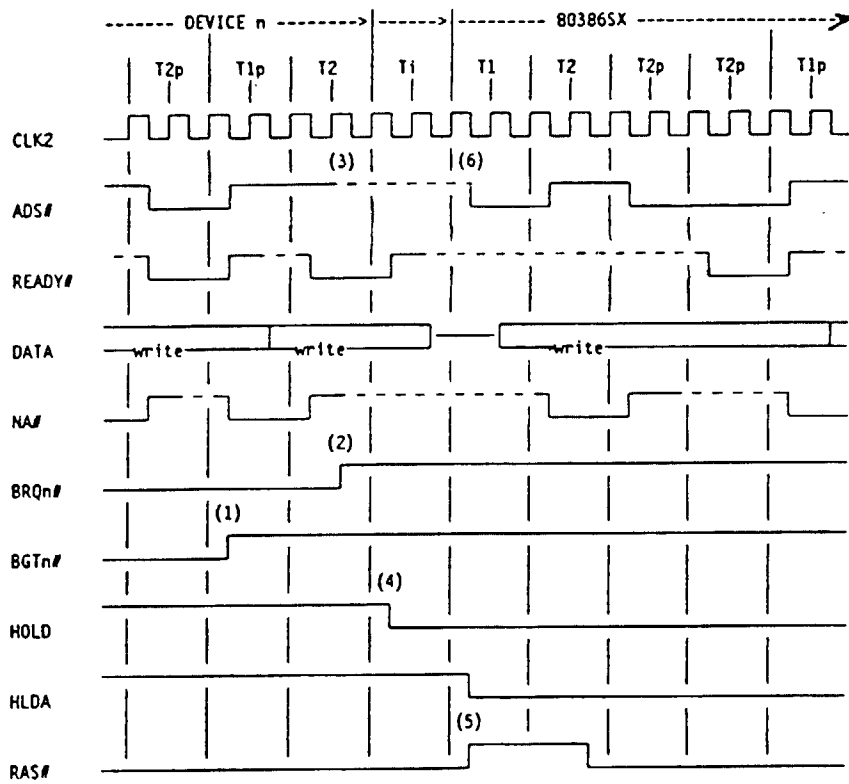 DEVICE n 80386SX
T2p T1p T2 Ti T1 T2 T2p T2p T1p
CLK2
(3) (6)
ADS#
READY#
DATA write write write
NA#
(2)
BRQn#
(1)
BGTn#
(4)
HOLD
HLDA
(5)
RAS#